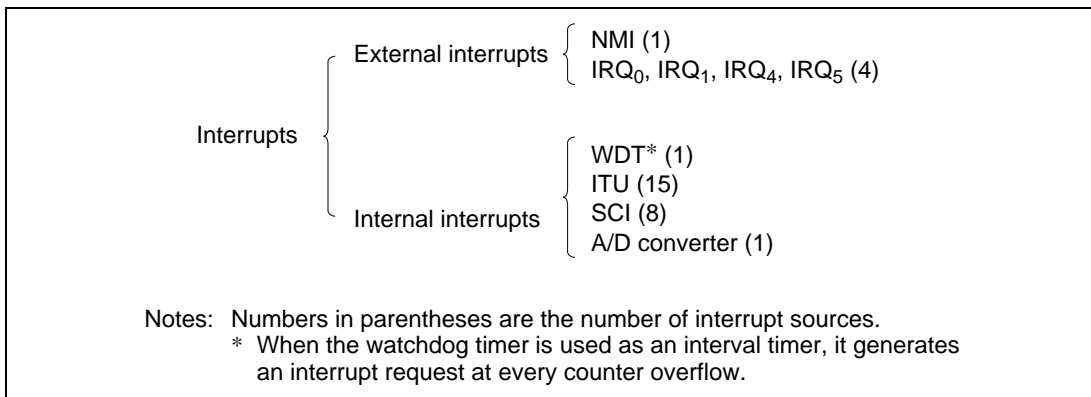 External interrupts
NMI (1)
IRQ0, IRQ1, IRQ4, IRQ5 (4)
Interrupts
Internal interrupts
WDT* (1)
ITU (15)
SCI (8)
A/D converter (1)
Notes: Numbers in parentheses are the number of interrupt sources.
* When the watchdog timer is used as an interval timer, it generates
an interrupt request at every counter overflow.